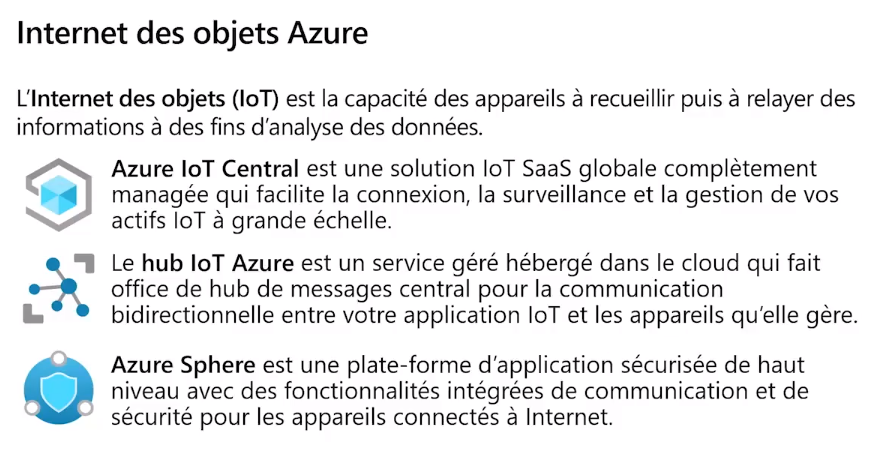 Internet des objets Azure
L’Internet des objets (IoT) est la capacité des appareils à recueillir puis à relayer des
informations à des fins d’analyse des données.
Azure IoT Central est une solution IoT SaaS globale complètement
managée qui facilite la connexion, la surveillance et la gestion de vos
actifs IoT à grande échelle.
Le hub IoT Azure est un service géré hébergé dans le cloud qui fait
office de hub de messages central pour la communication
bidirectionnelle entre votre application IoT et les appareils qu’elle gère.
Azure Sphere est une plate-forme d’application sécurisée de haut
niveau avec des fonctionnalités intégrées de communication et de
sécurité pour les appareils connectés à Internet.